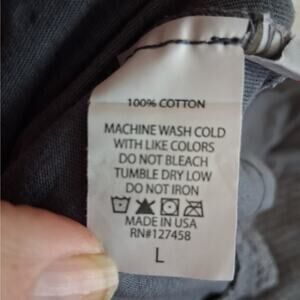 100% COTTON
MACHINE WASH COLD
WITH LIKE COLORS
DO NOT BLEACH
TUMBLE DRY LOW
DO NOT IRON
MADE IN USA
RN#127458
L